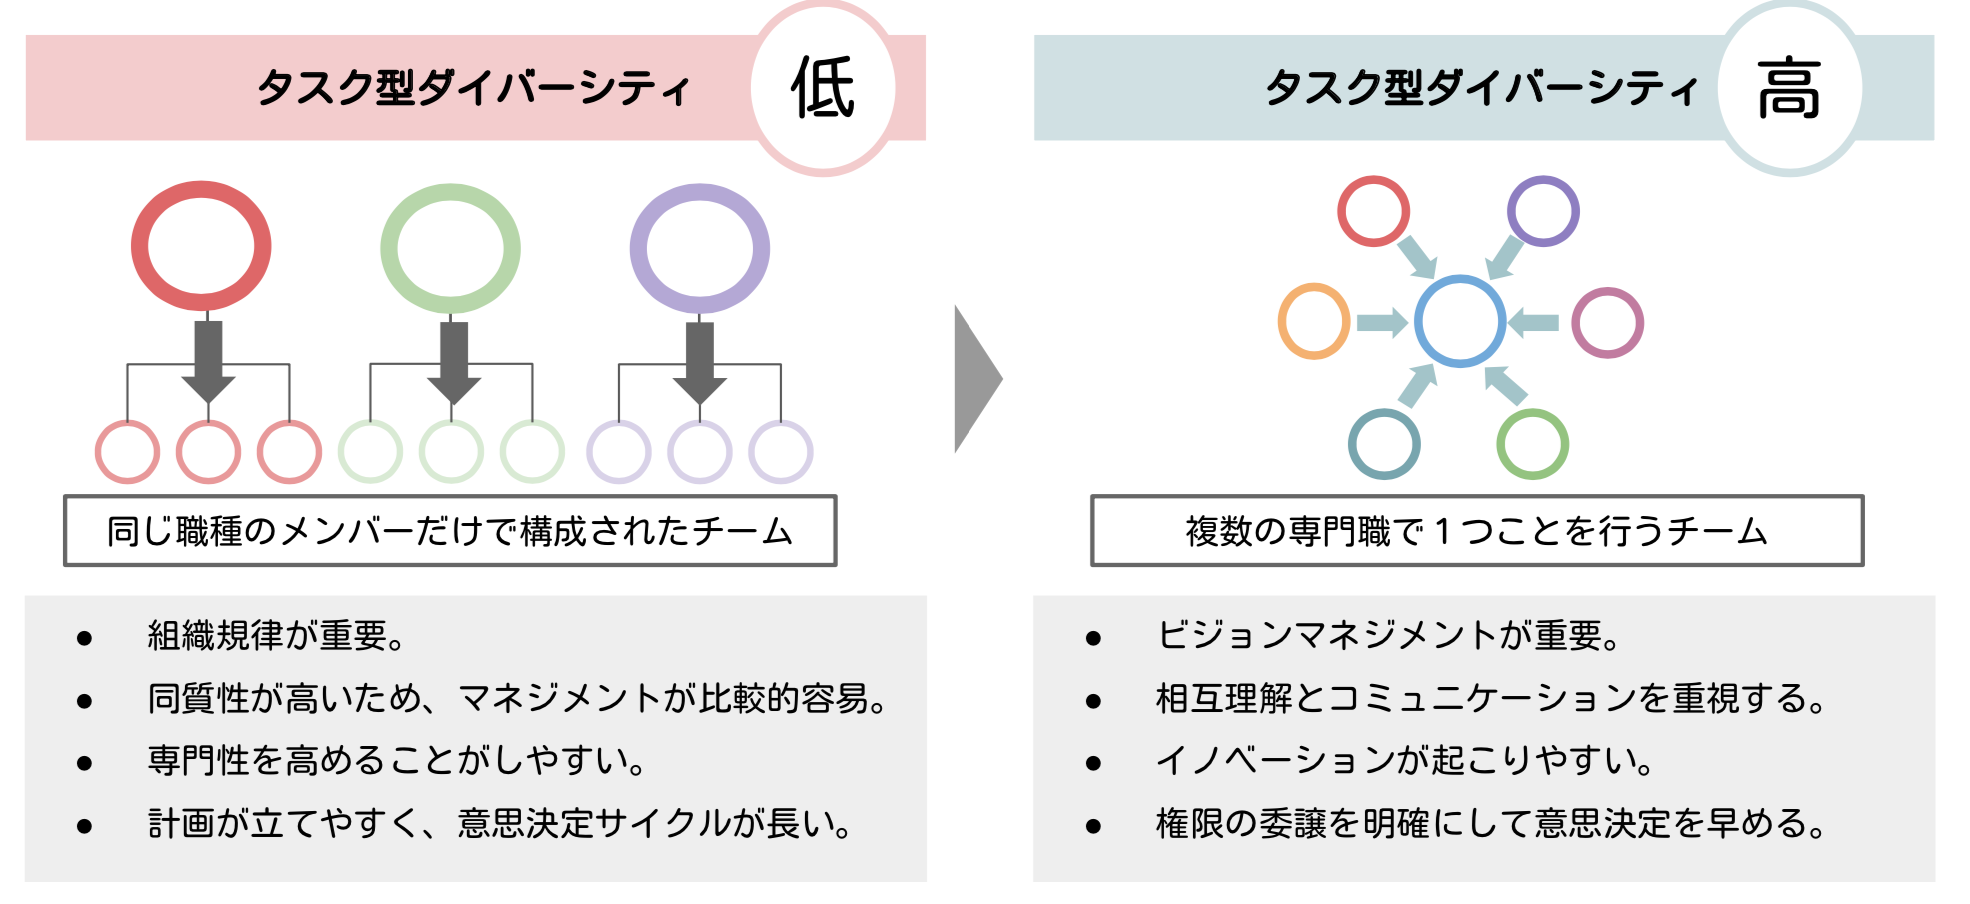 タスク型ダイバーシティ 低
同じ職種のメンバーだけで構成されたチーム
● 組織規律が重要。
● 同質性が高いため、マネジメントが比較的容易。
● 専門性を高めることがしやすい。
● 計画が立てやすく、意思決定サイクルが長い。
タスク型ダイバーシティ 高
複数の専門職で１つことを行うチーム
● ビジョンマネジメントが重要。
● 相互理解とコミュニケーションを重視する。
● イノベーションが起こりやすい。
● 権限の委譲を明確にして意思決定を早める。